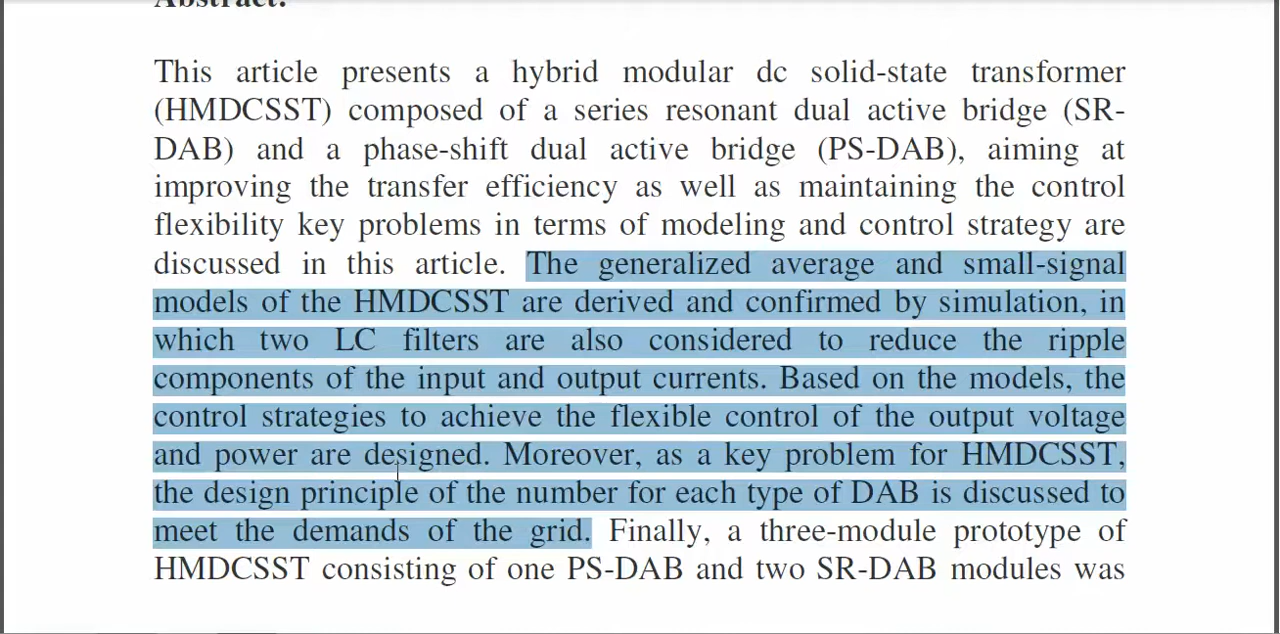 Abstract:
This article presents a hybrid modular dc solid-state transformer
(HMDCSST) composed of a series resonant dual active bridge (SR-
DAB) and a phase-shift dual active bridge (PS-DAB), aiming at
improving the transfer efficiency as well as maintaining the control
flexibility key problems in terms of modeling and control strategy are
discussed in this article. The generalized average and small-signal
models of the HMDCSST are derived and confirmed by simulation, in
which two LC filters are also considered to reduce the ripple
components of the input and output currents. Based on the models, the
control strategies to achieve the flexible control of the output voltage
and power are designed. Moreover, as a key problem for HMDCSST,
the design principle of the number for each type of DAB is discussed to
meet the demands of the grid. Finally, a three-module prototype of
HMDCSST consisting of one PS-DAB and two SR-DAB modules was